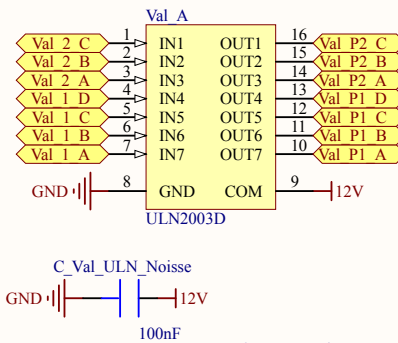 Val_A
Val_2_C 1 IN1 OUT1 16 Val_P2_C
Val_2_B 2 IN2 OUT2 15 Val_P2_B
Val_2_A 3 IN3 OUT3 14 Val_P2_A
Val_1_D 4 IN4 OUT4 13 Val_P1_D
Val_1_C 5 IN5 OUT5 12 Val_P1_C
Val_1_B 6 IN6 OUT6 11 Val_P1_B
Val_1_A 7 IN7 OUT7 10 Val_P1_A
GND 8 GND COM 9 12V
ULN2003D
C_Val_ULN_Noisse
GND 12V
100nF